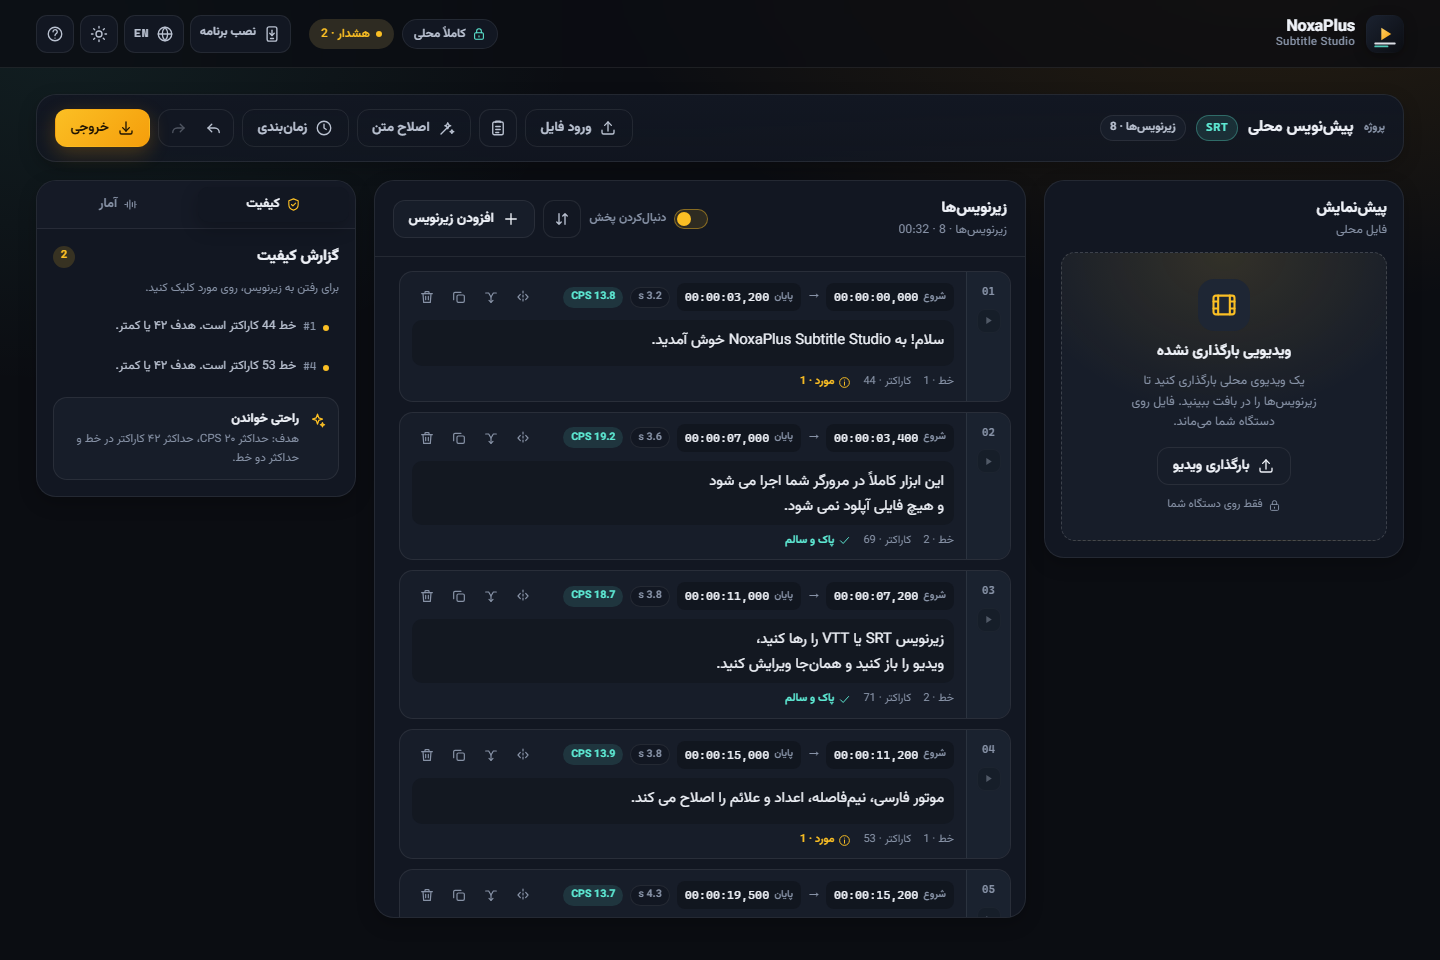 NoxaPlus
Subtitle Studio
کاملاً محلی
هشدار · 2
نصب برنامه
EN
پروژه
پیش‌نویس محلی
SRT
زیرنویس‌ها · 8
ورود فایل
اصلاح متن
زمان‌بندی
خروجی
پیش‌نمایش
فایل محلی
ویدیویی بارگذاری نشده
یک ویدیوی محلی بارگذاری کنید تا
زیرنویس‌ها را در بافت ببینید. فایل روی
دستگاه شما می‌ماند.
بارگذاری ویدیو
فقط روی دستگاه شما
زیرنویس‌ها
زیرنویس‌ها · 8 · 00:32
دنبال‌کردن پخش
افزودن زیرنویس
01
شروع 00:00:00,000 → پایان 00:00:03,200 3.2 s CPS 13.8
سلام! به NoxaPlus Subtitle Studio خوش آمدید.
خط · 1 کاراکتر · 44 مورد · 1
02
شروع 00:00:03,400 → پایان 00:00:07,000 3.6 s CPS 19.2
این ابزار کاملاً در مرورگر شما اجرا می شود
و هیچ فایلی آپلود نمی شود.
خط · 2 کاراکتر · 69 پاک و سالم
03
شروع 00:00:07,200 → پایان 00:00:11,000 3.8 s CPS 18.7
زیرنویس SRT یا VTT را رها کنید،
ویدیو را باز کنید و همان‌جا ویرایش کنید.
خط · 2 کاراکتر · 71 پاک و سالم
04
شروع 00:00:11,200 → پایان 00:00:15,000 3.8 s CPS 13.9
موتور فارسی، نیم‌فاصله، اعداد و علائم را اصلاح می کند.
خط · 1 کاراکتر · 53 مورد · 1
05
شروع 00:00:15,200 → پایان 00:00:19,500 4.3 s CPS 13.7
کیفیت
آمار
گزارش کیفیت
2
برای رفتن به زیرنویس، روی مورد کلیک کنید.
#1 خط 44 کاراکتر است. هدف ۴۲ یا کمتر.
#4 خط 53 کاراکتر است. هدف ۴۲ یا کمتر.
راحتی خواندن
هدف: حداکثر ۲۰ CPS، حداکثر ۴۲ کاراکتر در خط و
حداکثر دو خط.